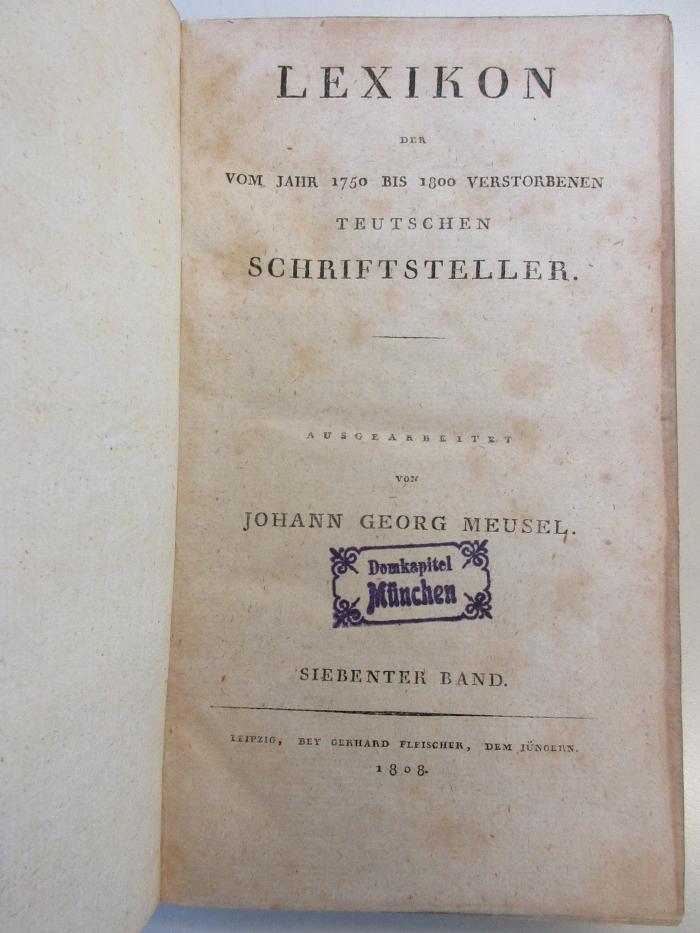 LEXIKON
DER
VOM JAHR 1750 BIS 1800 VERSTORBENEN
TEUTSCHEN
SCHRIFTSTELLER.
AUSGEARBEITET
VON
JOHANN GEORG MEUSEL.
Domkapitel
München
SIEBENTER BAND.
LEIPZIG, BEY GERHARD FLEISCHER, DEM JÜNGERN.
1808.